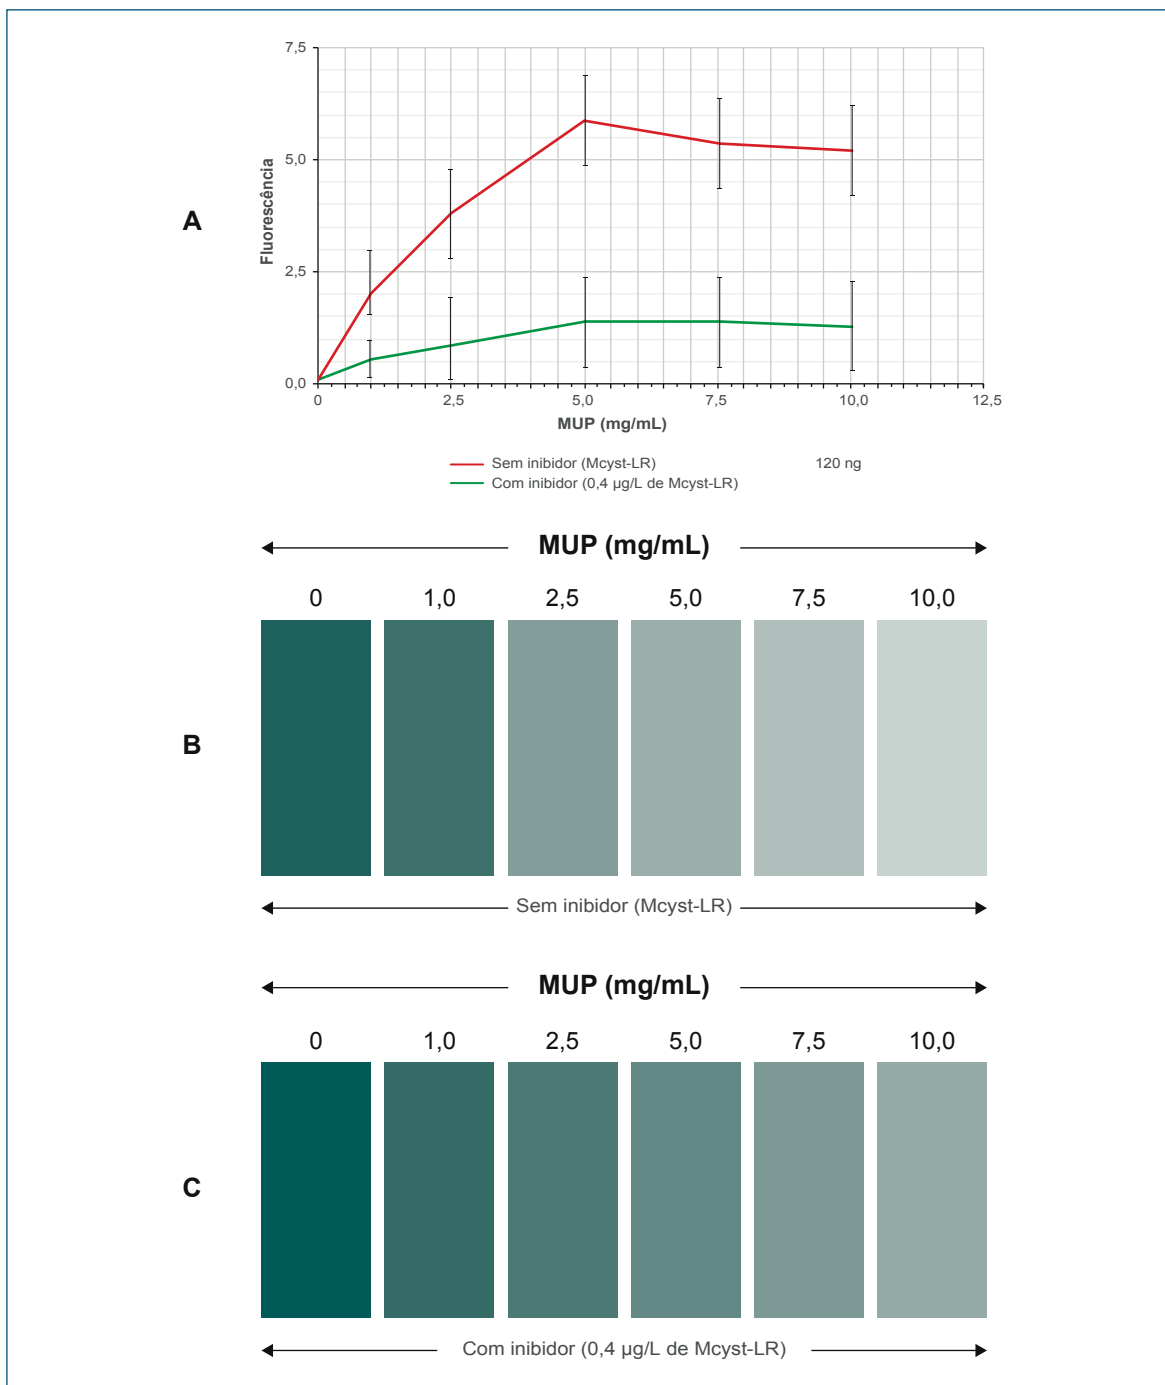 A
Fluorescência
7,5
5,0
2,5
0,0
0 2,5 5,0 7,5 10,0 12,5
MUP (mg/mL)
Sem inibidor (Mcyst-LR) 120 ng
Com inibidor (0,4 µg/L de Mcyst-LR)
MUP (mg/mL)
0 1,0 2,5 5,0 7,5 10,0
B
Sem inibidor (Mcyst-LR)
MUP (mg/mL)
0 1,0 2,5 5,0 7,5 10,0
C
Com inibidor (0,4 µg/L de Mcyst-LR)